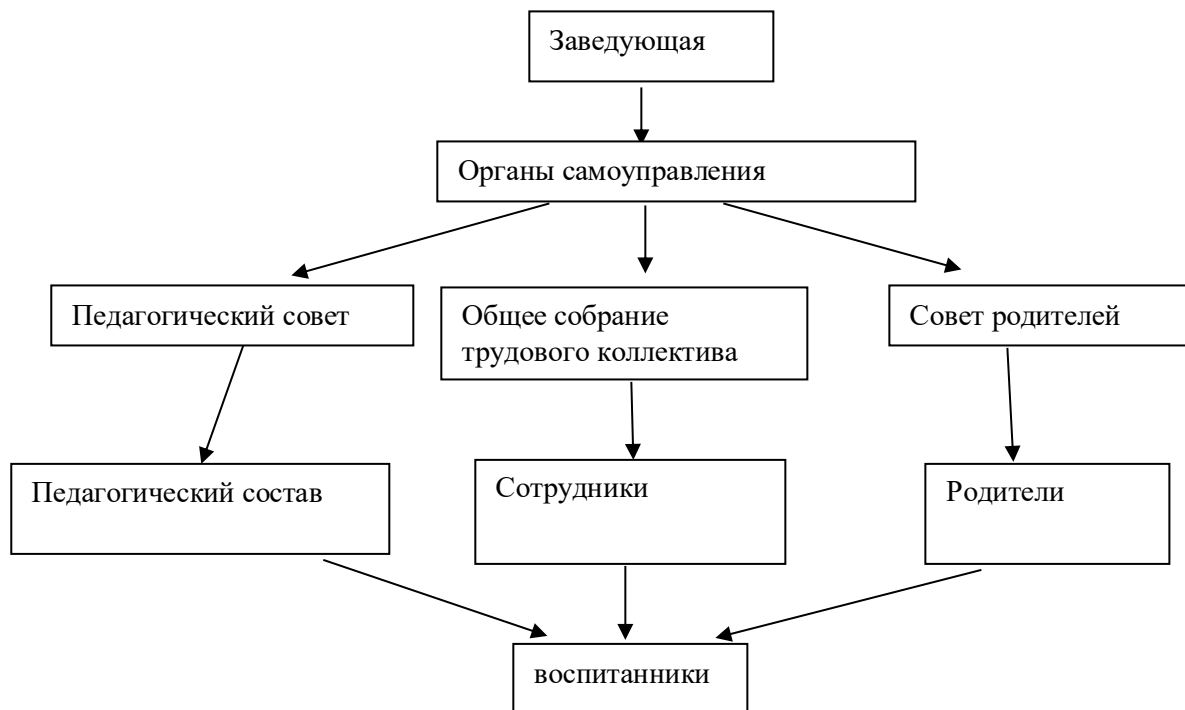 Заведующая
Органы самоуправления
Педагогический совет
Общее собрание
трудового коллектива
Совет родителей
Педагогический состав
Сотрудники
Родители
воспитанники